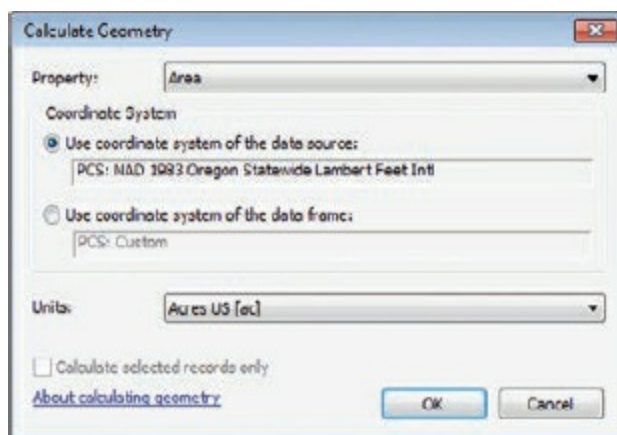 Calculate Geometry
Property: Area
Coordinate System
Use coordinate system of the data source:
PCS: NAD 1983 Oregon Statewide Lambert Feet Intl
Use coordinate system of the data frame:
PCS: Custom
Units: Acres US [ac]
Calculate selected records only
About calculating geometry OK Cancel